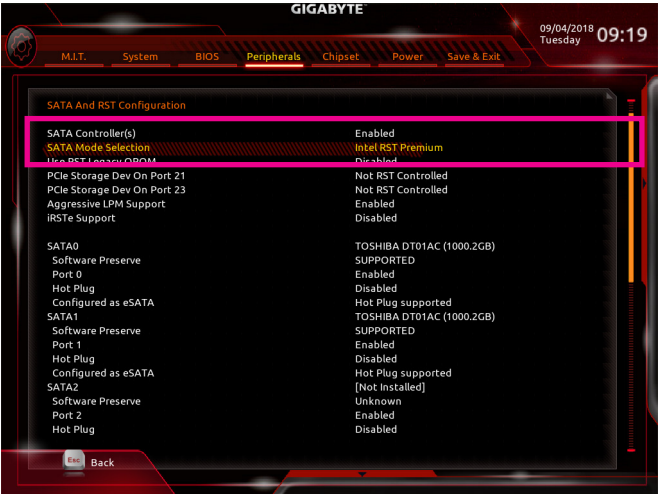 GIGABYTE
09/04/2018 09:19
Tuesday
M.I.T. System BIOS Peripherals Chipset Power Save & Exit
SATA And RST Configuration
SATA Controller(s) Enabled
SATA Mode Selection Intel RST Premium
Use RST Legacy OROM Disabled
PCIe Storage Dev On Port 21 Not RST Controlled
PCIe Storage Dev On Port 23 Not RST Controlled
Aggressive LPM Support Enabled
iRSTe Support Disabled
SATA0 TOSHIBA DT01AC (1000.2GB)
Software Preserve SUPPORTED
Port 0 Enabled
Hot Plug Disabled
Configured as eSATA Hot Plug supported
SATA1 TOSHIBA DT01AC (1000.2GB)
Software Preserve SUPPORTED
Port 1 Enabled
Hot Plug Disabled
Configured as eSATA Hot Plug supported
SATA2 [Not Installed]
Software Preserve Unknown
Port 2 Enabled
Hot Plug Disabled
Esc Back